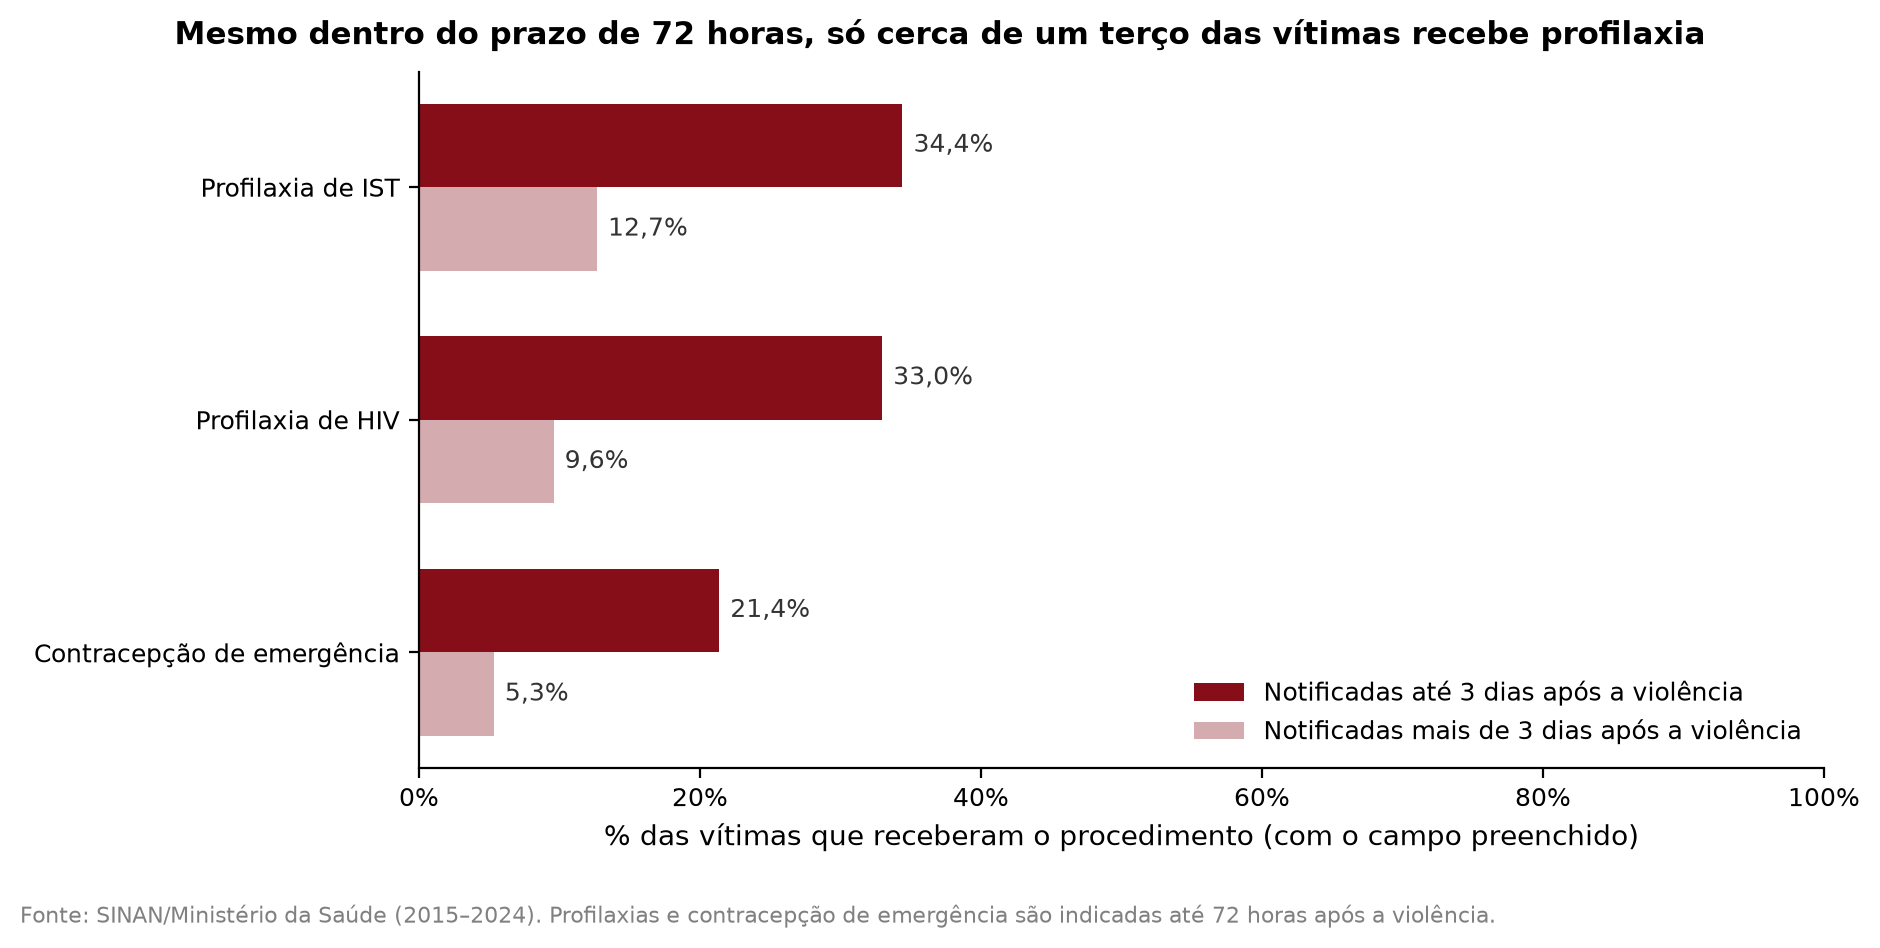 Mesmo dentro do prazo de 72 horas, só cerca de um terço das vítimas recebe profilaxia
Profilaxia de IST
34,4%
12,7%
Profilaxia de HIV
33,0%
9,6%
Contracepção de emergência
21,4%
5,3%
Notificadas até 3 dias após a violência
Notificadas mais de 3 dias após a violência
0% 20% 40% 60% 80% 100%
% das vítimas que receberam o procedimento (com o campo preenchido)
Fonte: SINAN/Ministério da Saúde (2015–2024). Profilaxias e contracepção de emergência são indicadas até 72 horas após a violência.